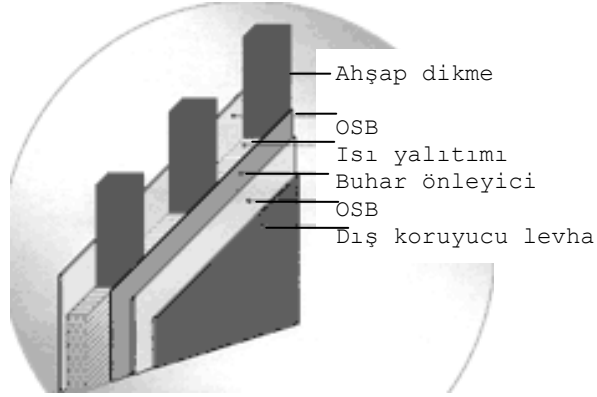 Ahşap dikme
OSB
Isı yalıtımı
Buhar önleyici
OSB
Dış koruyucu levha